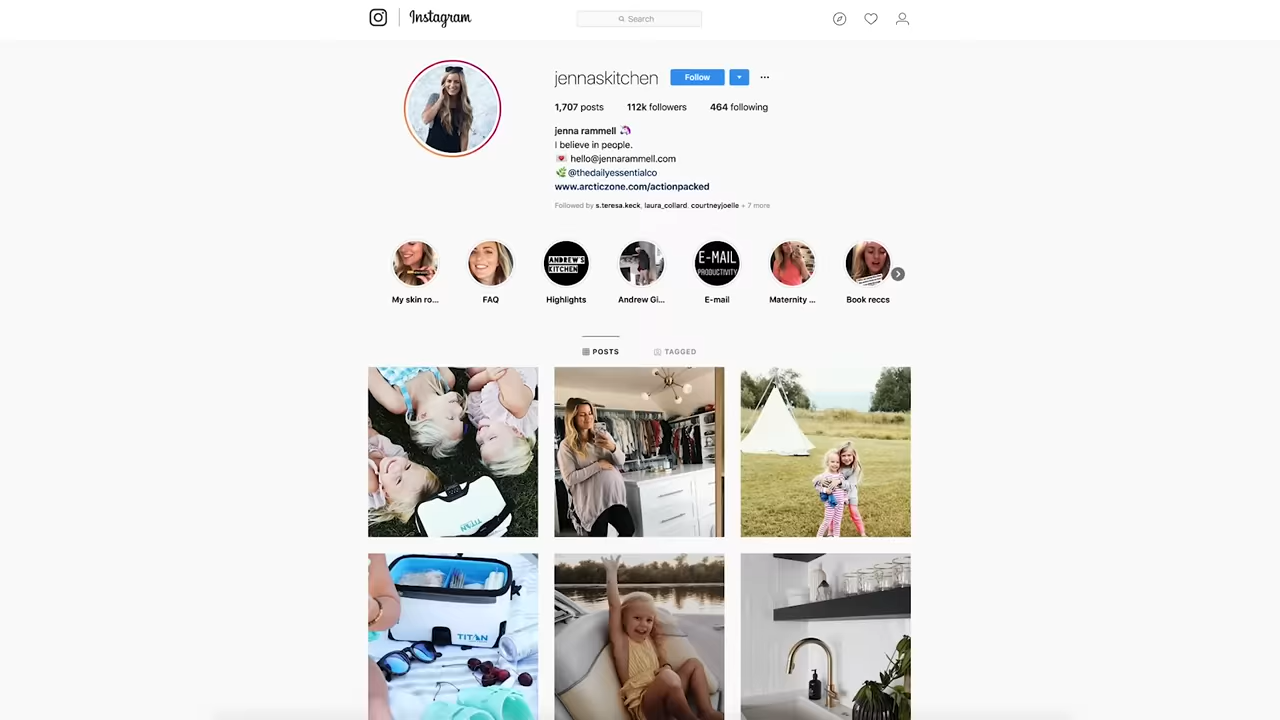 Instagram
Search
jennaskitchen
Follow
1,707 posts 112k followers 464 following
jenna rammell
I believe in people.
hello@jennarammell.com
@thedailyessentialco
www.arcticzone.com/actionpacked
Followed by s.teresa.keck, laura_collard, courtneyjoelle + 7 more
ANDREW'S
KITCHEN
E-MAIL
PRODUCTIVITY
My skin ro...
FAQ
Highlights
Andrew Gi...
E-mail
Maternity ...
Book reccs
POSTS
TAGGED
TITAN
TITAN